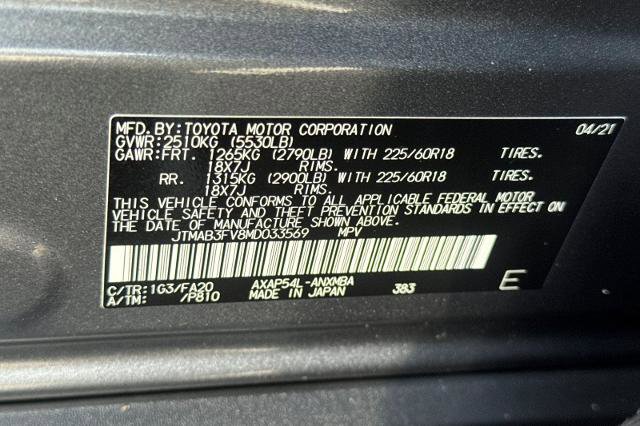 MFD. BY: TOYOTA MOTOR CORPORATION 04/21
GVWR: 2510KG (5530LB)
GAWR: FRT. 1265KG (2790LB) WITH 225/60R18 TIRES.
18X7J RIMS.
RR. 1315KG (2900LB) WITH 225/60R18 TIRES.
18X7J RIMS.
THIS VEHICLE CONFORMS TO ALL APPLICABLE FEDERAL MOTOR
VEHICLE SAFETY AND THEFT PREVENTION STANDARDS IN EFFECT ON
THE DATE OF MANUFACTURE SHOWN ABOVE.
JTMAB3FV8MD033569 MPV
C/TR: 1G3/FA20 AXAP54L-ANXMBA 383 E
A/TM: /P810 MADE IN JAPAN